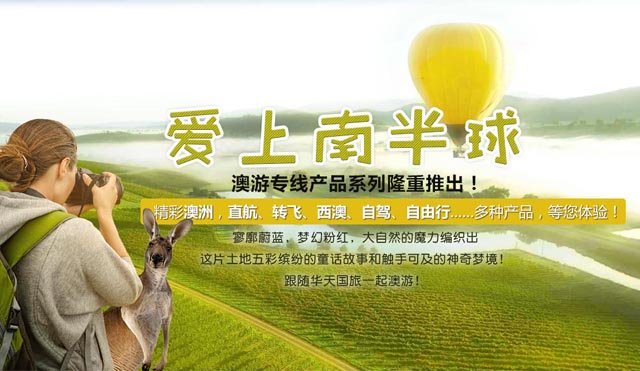 爱上南半球
澳游专线产品系列隆重推出！
精彩澳洲，直航、转飞、西澳、自驾、自由行......多种产品，等您体验！
寥廓蔚蓝，梦幻粉红，大自然的魔力编织出
这片土地五彩缤纷的童话故事和触手可及的神奇梦境！
跟随华天国旅一起澳游！